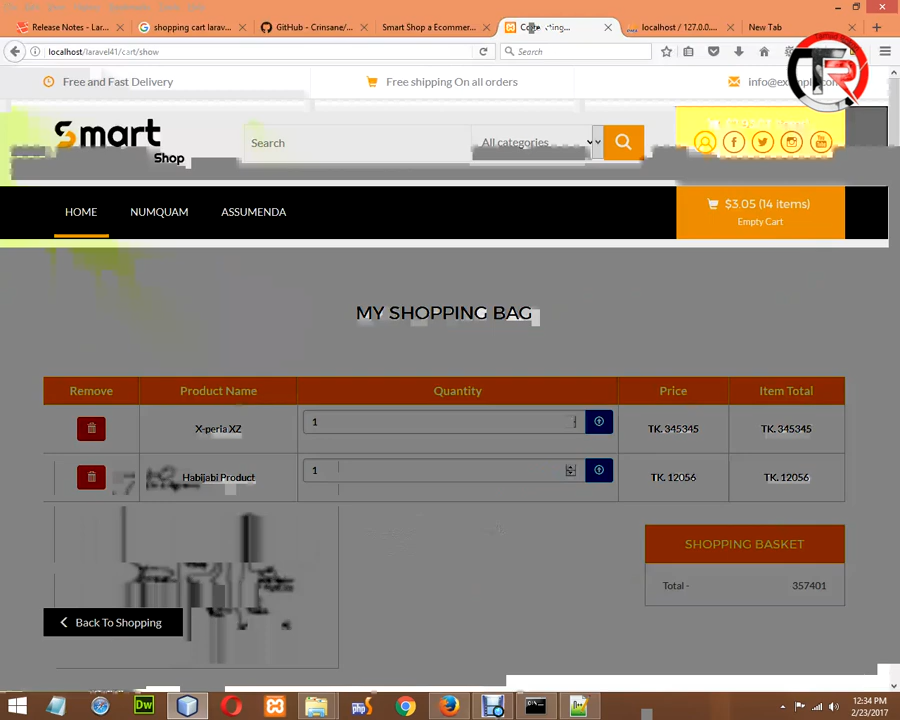 Release Notes - Lar...
shopping cart larav...
GitHub - Crinsane/...
Smart Shop a Ecommer...
localhost / 127.0.0....
New Tab
localhost/laravel41/cart/show
Search
Free and Fast Delivery
Free shipping On all orders
Smart
Shop
Search
All categories
HOME
NUMQUAM
ASSUMENDA
$3.05 (14 items)
Empty Cart
MY SHOPPING BAG
Remove
Product Name
Quantity
Price
Item Total
X-peria XZ
1
TK. 345345
TK. 345345
Habijabi Product
1
TK. 12056
TK. 12056
SHOPPING BASKET
Total -
357401
Back To Shopping
12:34 PM
2/23/2017